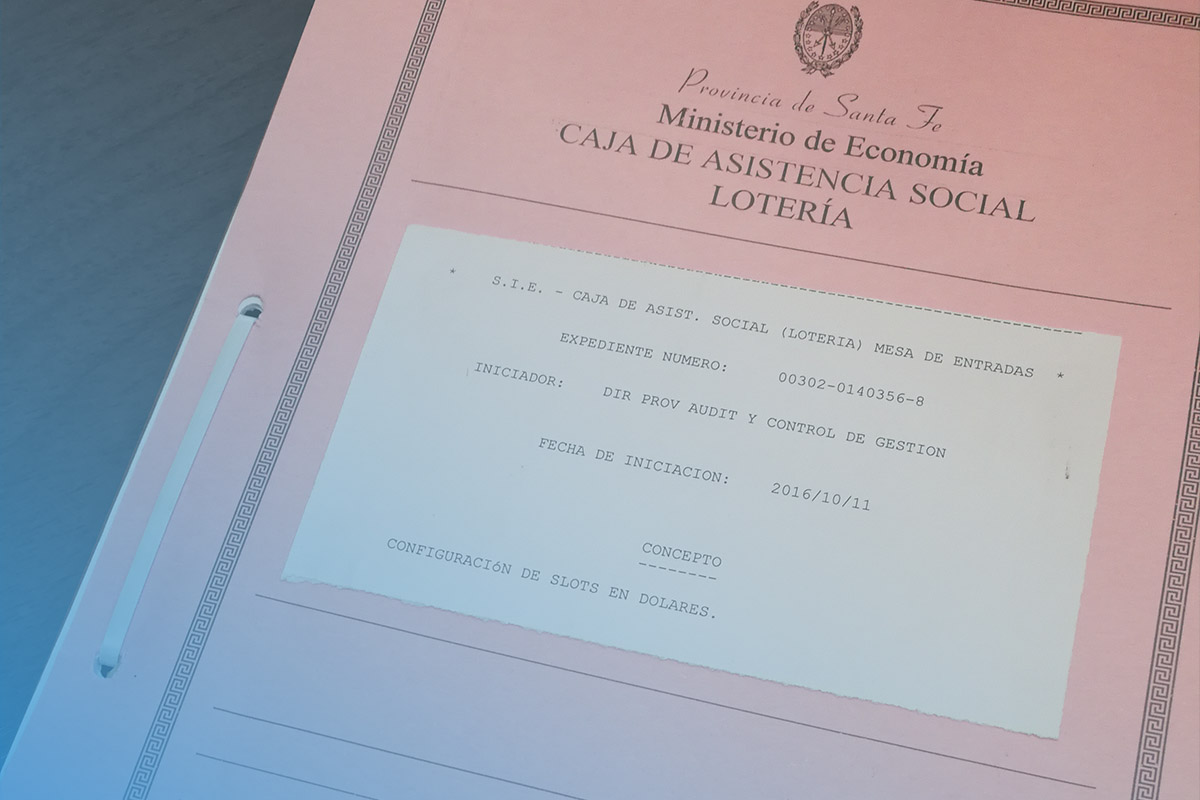 Provincia de Santa Fe
Ministerio de Economía
CAJA DE ASISTENCIA SOCIAL
LOTERÍA
* S.I.E. - CAJA DE ASIST. SOCIAL (LOTERIA) MESA DE ENTRADAS *
EXPEDIENTE NUMERO: 00302-0140356-8
INICIADOR: DIR PROV AUDIT Y CONTROL DE GESTION
FECHA DE INICIACION: 2016/10/11
CONCEPTO
--------
CONFIGURACIóN DE SLOTS EN DOLARES.